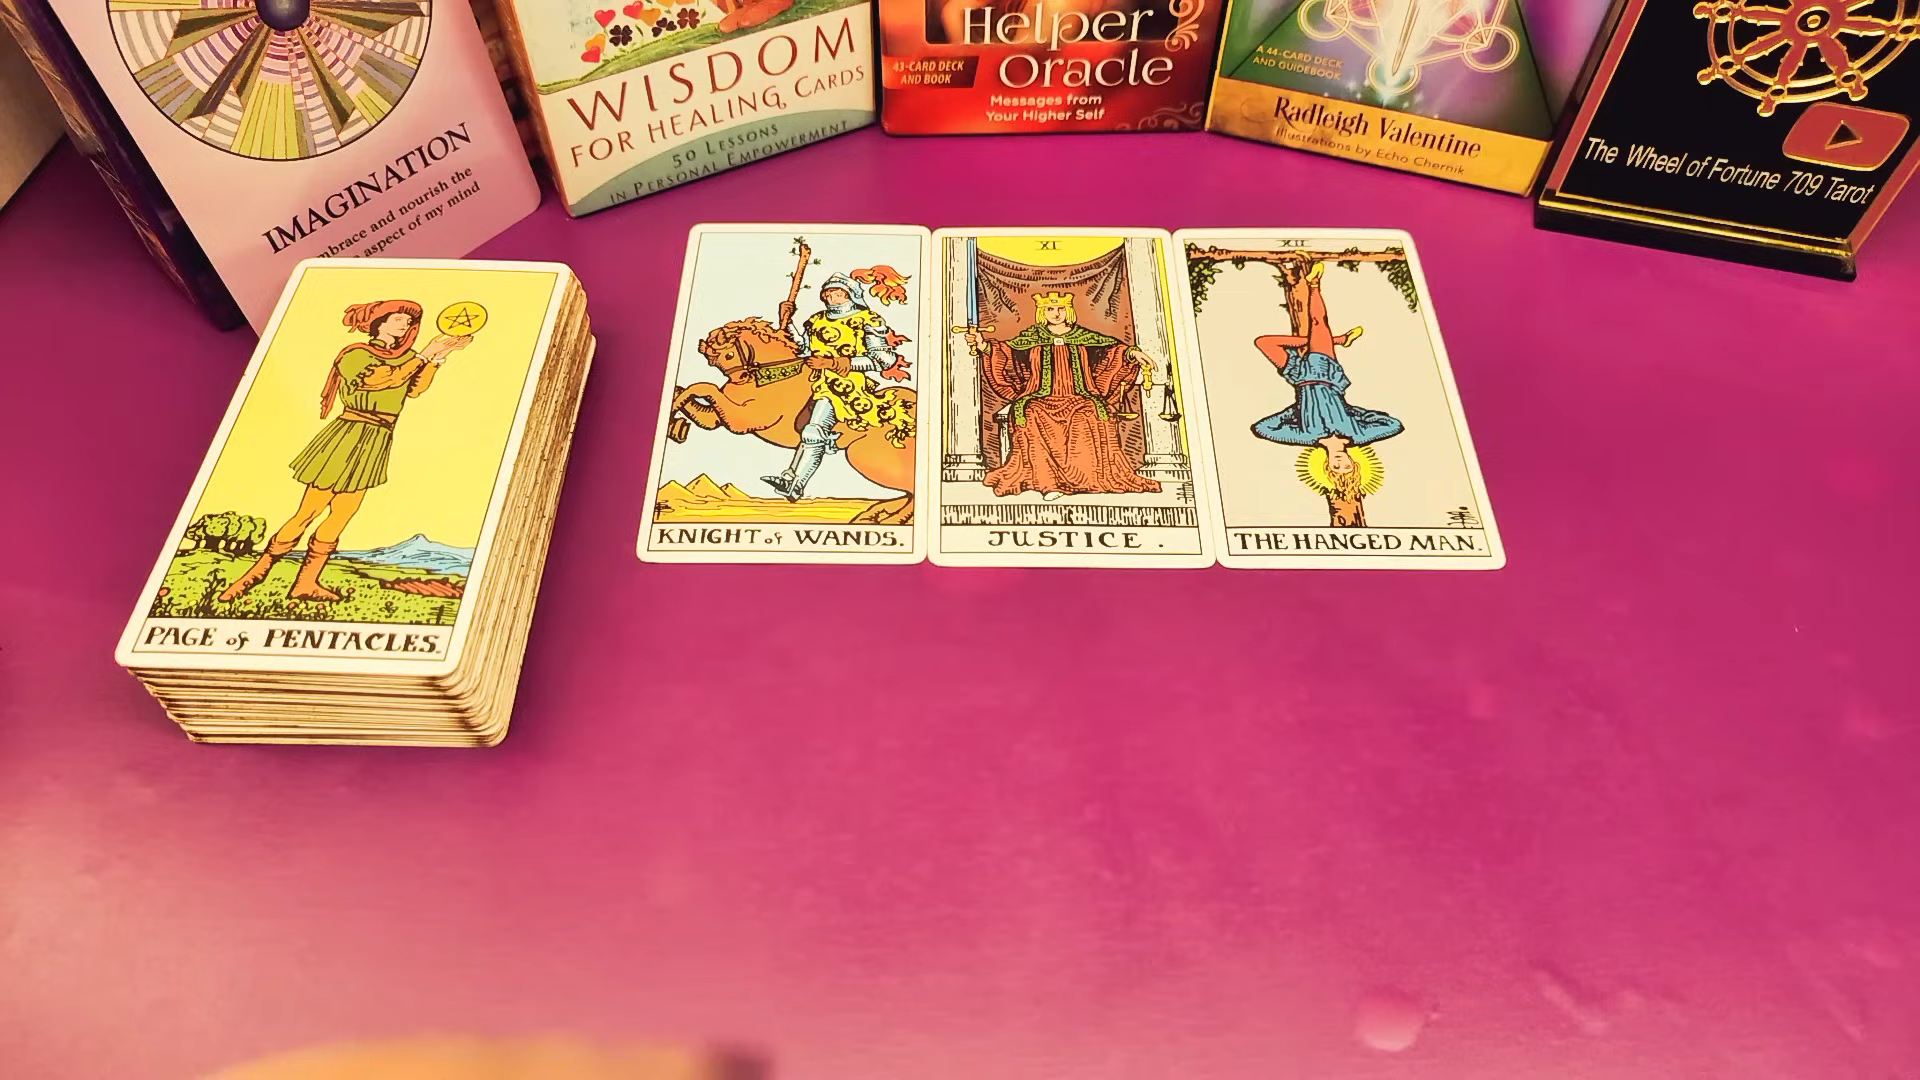 IMAGINATION
mbrace and nourish the
aspect of my mind
WISDOM
FOR HEALING CARDS
50 LESSONS
IN PERSONAL EMPOWERMENT
Helper
Oracle
43-CARD DECK
AND BOOK
Messages from
Your Higher Self
A 44-CARD DECK
AND GUIDEBOOK
Radleigh Valentine
Illustrations by Echo Chernik
The Wheel of Fortune 709 Tarot
PAGE of PENTACLES.
KNIGHT of WANDS.
XI
JUSTICE .
XII
THE HANGED MAN.